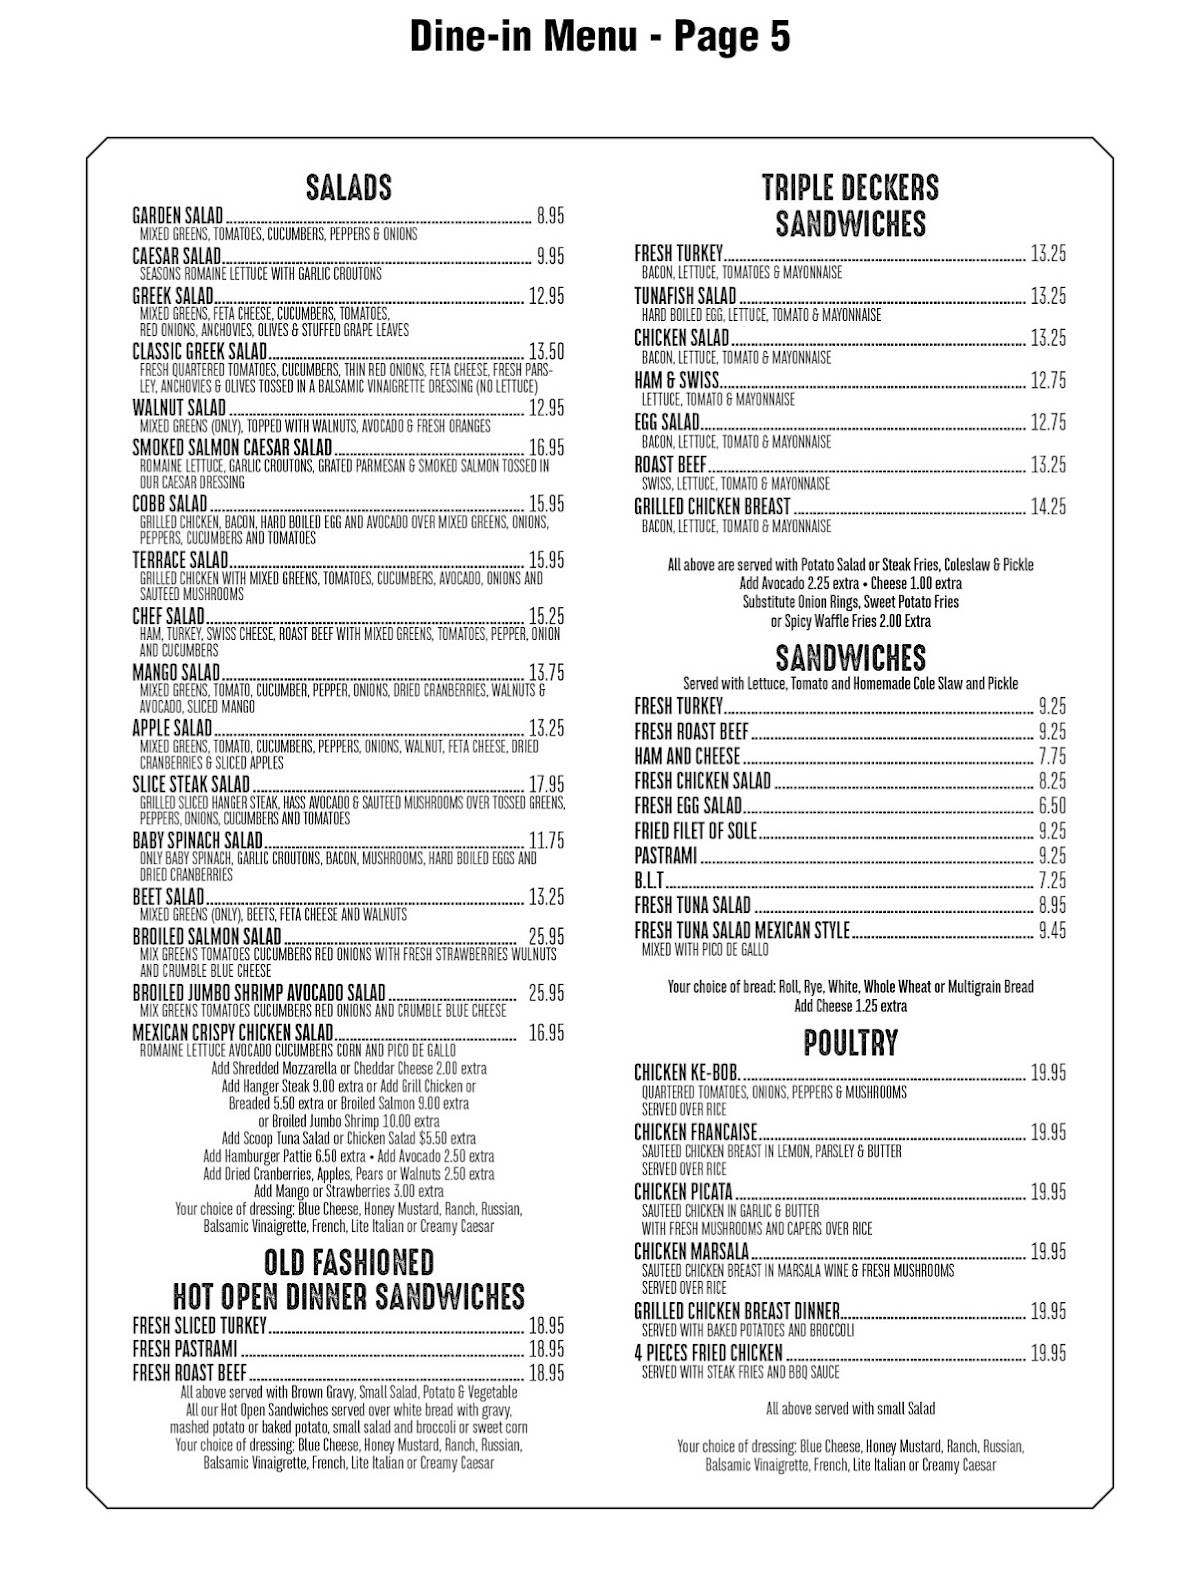 Dine-in Menu - Page 5
SALADS
GARDEN SALAD 8.95
MIXED GREENS, TOMATOES, CUCUMBERS, PEPPERS & ONIONS
CAESAR SALAD 9.95
SEASONS ROMAINE LETTUCE WITH GARLIC CROUTONS
GREEK SALAD 12.95
MIXED GREENS, FETA CHEESE, CUCUMBERS, TOMATOES,
RED ONIONS, ANCHOVIES, OLIVES & STUFFED GRAPE LEAVES
CLASSIC GREEK SALAD 13.50
FRESH QUARTERED TOMATOES, CUCUMBERS, THIN RED ONIONS, FETA CHEESE, FRESH PARS-
LEY, ANCHOVIES & OLIVES TOSSED IN A BALSAMIC VINAIGRETTE DRESSING (NO LETTUCE)
WALNUT SALAD 12.95
MIXED GREENS (ONLY), TOPPED WITH WALNUTS, AVOCADO & FRESH ORANGES
SMOKED SALMON CAESAR SALAD 16.95
ROMAINE LETTUCE, GARLIC CROUTONS, GRATED PARMESAN & SMOKED SALMON TOSSED IN
OUR CAESAR DRESSING
COBB SALAD 15.95
GRILLED CHICKEN, BACON, HARD BOILED EGG AND AVOCADO OVER MIXED GREENS, ONIONS,
PEPPERS, CUCUMBERS AND TOMATOES
TERRACE SALAD 15.95
GRILLED CHICKEN WITH MIXED GREENS, TOMATOES, CUCUMBERS, AVOCADO, ONIONS AND
SAUTEED MUSHROOMS
CHEF SALAD 15.25
HAM, TURKEY, SWISS CHEESE, ROAST BEEF WITH MIXED GREENS, TOMATOES, PEPPER, ONION
AND CUCUMBERS
MANGO SALAD 13.75
MIXED GREENS, TOMATO, CUCUMBER, PEPPER, ONIONS, DRIED CRANBERRIES, WALNUTS &
AVOCADO, SLICED MANGO
APPLE SALAD 13.25
MIXED GREENS, TOMATO, CUCUMBERS, PEPPERS, ONIONS, WALNUT, FETA CHEESE, DRIED
CRANBERRIES & SLICED APPLES
SLICE STEAK SALAD 17.95
GRILLED SLICED HANGER STEAK, HASS AVOCADO & SAUTEED MUSHROOMS OVER TOSSED GREENS,
PEPPERS, ONIONS, CUCUMBERS AND TOMATOES
BABY SPINACH SALAD 11.75
ONLY BABY SPINACH, GARLIC CROUTONS, BACON, MUSHROOMS, HARD BOILED EGGS AND
DRIED CRANBERRIES
BEET SALAD 13.25
MIXED GREENS (ONLY), BEETS, FETA CHEESE AND WALNUTS
BROILED SALMON SALAD 25.95
MIX GREENS TOMATOES CUCUMBERS RED ONIONS WITH FRESH STRAWBERRIES WULNUTS
AND CRUMBLE BLUE CHEESE
BROILED JUMBO SHRIMP AVOCADO SALAD 25.95
MIX GREENS TOMATOES CUCUMBERS RED ONIONS AND CRUMBLE BLUE CHEESE
MEXICAN CRISPY CHICKEN SALAD 16.95
ROMAINE LETTUCE AVOCADO CUCUMBERS CORN AND PICO DE GALLO
Add Shredded Mozzarella or Cheddar Cheese 2.00 extra
Add Hanger Steak 9.00 extra or Add Grill Chicken or
Breaded 5.50 extra or Broiled Salmon 9.00 extra
or Broiled Jumbo Shrimp 10.00 extra
Add Scoop Tuna Salad or Chicken Salad $5.50 extra
Add Hamburger Pattie 6.50 extra • Add Avocado 2.50 extra
Add Dried Cranberries, Apples, Pears or Walnuts 2.50 extra
Add Mango or Strawberries 3.00 extra
Your choice of dressing: Blue Cheese, Honey Mustard, Ranch, Russian,
Balsamic Vinaigrette, French, Lite Italian or Creamy Caesar
OLD FASHIONED
HOT OPEN DINNER SANDWICHES
FRESH SLICED TURKEY 18.95
FRESH PASTRAMI 18.95
FRESH ROAST BEEF 18.95
All above served with Brown Gravy, Small Salad, Potato & Vegetable
All our Hot Open Sandwiches served over white bread with gravy,
mashed potato or baked potato, small salad and broccoli or sweet corn
Your choice of dressing: Blue Cheese, Honey Mustard, Ranch, Russian,
Balsamic Vinaigrette, French, Lite Italian or Creamy Caesar
TRIPLE DECKERS
SANDWICHES
FRESH TURKEY 13.25
BACON, LETTUCE, TOMATOES & MAYONNAISE
TUNAFISH SALAD 13.25
HARD BOILED EGG, LETTUCE, TOMATO & MAYONNAISE
CHICKEN SALAD 13.25
BACON, LETTUCE, TOMATO & MAYONNAISE
HAM & SWISS 12.75
LETTUCE, TOMATO & MAYONNAISE
EGG SALAD 12.75
BACON, LETTUCE, TOMATO & MAYONNAISE
ROAST BEEF 13.25
SWISS, LETTUCE, TOMATO & MAYONNAISE
GRILLED CHICKEN BREAST 14.25
BACON, LETTUCE, TOMATO & MAYONNAISE
All above are served with Potato Salad or Steak Fries, Coleslaw & Pickle
Add Avocado 2.25 extra • Cheese 1.00 extra
Substitute Onion Rings, Sweet Potato Fries
or Spicy Waffle Fries 2.00 Extra
SANDWICHES
Served with Lettuce, Tomato and Homemade Cole Slaw and Pickle
FRESH TURKEY 9.25
FRESH ROAST BEEF 9.25
HAM AND CHEESE 7.75
FRESH CHICKEN SALAD 8.25
FRESH EGG SALAD 6.50
FRIED FILET OF SOLE 9.25
PASTRAMI 9.25
B.L.T. 7.25
FRESH TUNA SALAD 8.95
FRESH TUNA SALAD MEXICAN STYLE 9.45
MIXED WITH PICO DE GALLO
Your choice of bread: Roll, Rye, White, Whole Wheat or Multigrain Bread
Add Cheese 1.25 extra
POULTRY
CHICKEN KE-BOB. 19.95
QUARTERED TOMATOES, ONIONS, PEPPERS & MUSHROOMS
SERVED OVER RICE
CHICKEN FRANCAISE 19.95
SAUTEED CHICKEN BREAST IN LEMON, PARSLEY & BUTTER
SERVED OVER RICE
CHICKEN PICATA 19.95
SAUTEED CHICKEN IN GARLIC & BUTTER
WITH FRESH MUSHROOMS AND CAPERS OVER RICE
CHICKEN MARSALA 19.95
SAUTEED CHICKEN BREAST IN MARSALA WINE & FRESH MUSHROOMS
SERVED OVER RICE
GRILLED CHICKEN BREAST DINNER 19.95
SERVED WITH BAKED POTATOES AND BROCCOLI
4 PIECES FRIED CHICKEN 19.95
SERVED WITH STEAK FRIES AND BBQ SAUCE
All above served with small Salad
Your choice of dressing: Blue Cheese, Honey Mustard, Ranch, Russian,
Balsamic Vinaigrette, French, Lite Italian or Creamy Caesar